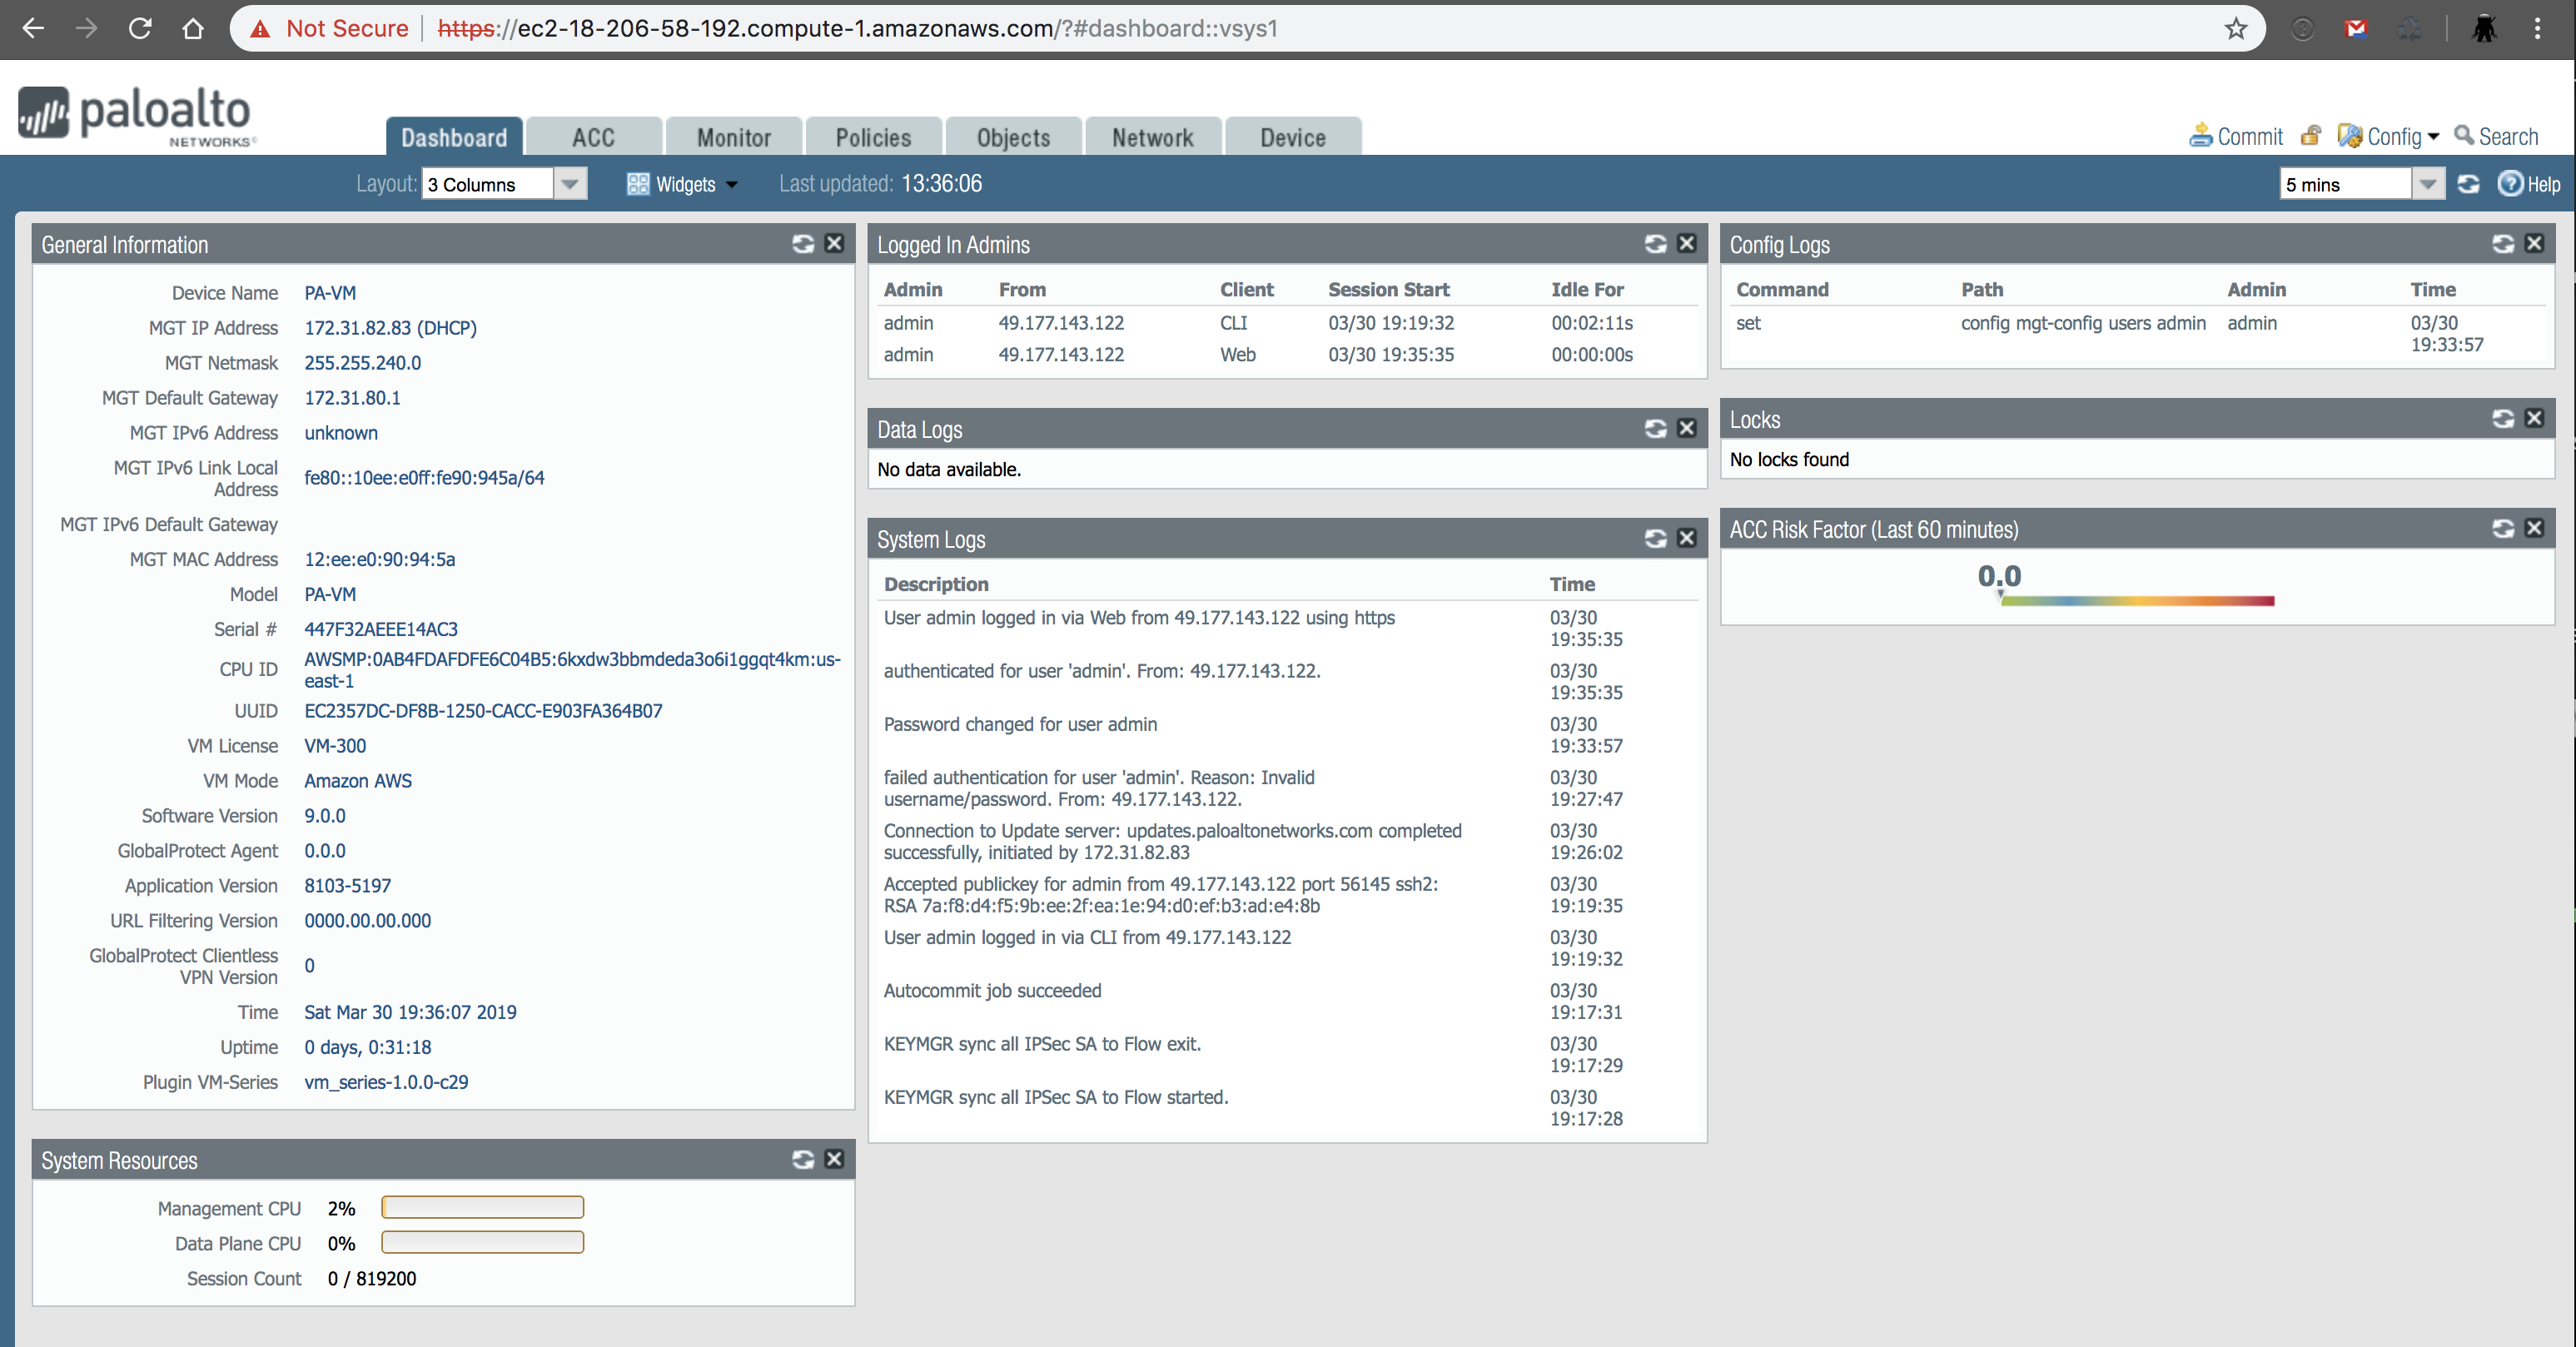 Not Secure https://ec2-18-206-58-192.compute-1.amazonaws.com/?#dashboard::vsys1
paloalto
NETWORKS
Dashboard ACC Monitor Policies Objects Network Device
Commit Config Search
Layout: 3 Columns Widgets Last updated: 13:36:06 5 mins Help
General Information
Device Name PA-VM
MGT IP Address 172.31.82.83 (DHCP)
MGT Netmask 255.255.240.0
MGT Default Gateway 172.31.80.1
MGT IPv6 Address unknown
MGT IPv6 Link Local
Address fe80::10ee:e0ff:fe90:945a/64
MGT IPv6 Default Gateway
MGT MAC Address 12:ee:e0:90:94:5a
Model PA-VM
Serial # 447F32AEEE14AC3
CPU ID AWSMP:0AB4FDAFDFE6C04B5:6kxdw3bbmdeda3o6i1ggqt4km:us-
east-1
UUID EC2357DC-DF8B-1250-CACC-E903FA364B07
VM License VM-300
VM Mode Amazon AWS
Software Version 9.0.0
GlobalProtect Agent 0.0.0
Application Version 8103-5197
URL Filtering Version 0000.00.00.000
GlobalProtect Clientless
VPN Version 0
Time Sat Mar 30 19:36:07 2019
Uptime 0 days, 0:31:18
Plugin VM-Series vm_series-1.0.0-c29
System Resources
Management CPU 2%
Data Plane CPU 0%
Session Count 0 / 819200
Logged In Admins
Admin From Client Session Start Idle For
admin 49.177.143.122 CLI 03/30 19:19:32 00:02:11s
admin 49.177.143.122 Web 03/30 19:35:35 00:00:00s
Data Logs
No data available.
System Logs
Description Time
User admin logged in via Web from 49.177.143.122 using https 03/30
19:35:35
authenticated for user 'admin'. From: 49.177.143.122. 03/30
19:35:35
Password changed for user admin 03/30
19:33:57
failed authentication for user 'admin'. Reason: Invalid 03/30
username/password. From: 49.177.143.122. 19:27:47
Connection to Update server: updates.paloaltonetworks.com completed 03/30
successfully, initiated by 172.31.82.83 19:26:02
Accepted publickey for admin from 49.177.143.122 port 56145 ssh2: 03/30
RSA 7a:f8:d4:f5:9b:ee:2f:ea:1e:94:d0:ef:b3:ad:e4:8b 19:19:35
User admin logged in via CLI from 49.177.143.122 03/30
19:19:32
Autocommit job succeeded 03/30
19:17:31
KEYMGR sync all IPSec SA to Flow exit. 03/30
19:17:29
KEYMGR sync all IPSec SA to Flow started. 03/30
19:17:28
Config Logs
Command Path Admin Time
set config mgt-config users admin admin 03/30
19:33:57
Locks
No locks found
ACC Risk Factor (Last 60 minutes)
0.0